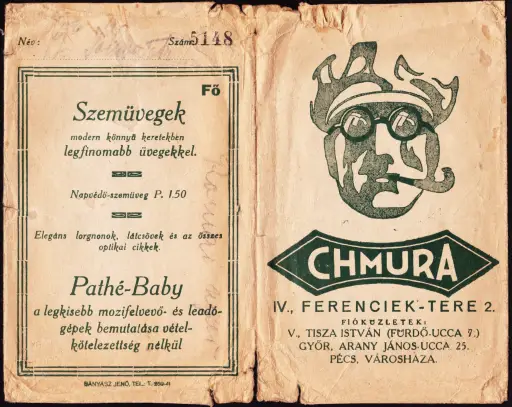 Név:
Szám: 5148
Fő
Szemüvegek
modern könnyű keretekben
legfinomabb üvegekkel.
Napvédő-szemüveg P. 1.50
Elegáns lorgnonok, látcsövek és az összes
optikai cikkek.
Pathé-Baby
a legkisebb mozifelvevő- és leadó-
gépek bemutatása vétel-
kötelezettség nélkül
BÁNYÁSZ JENŐ, TEL.: T.
CHMURA
IV., FERENCIEK-TERE 2.
FIÓKÜZLETEK:
V., TISZA ISTVÁN (FÜRDŐ-UCCA 7.)
GYŐR, ARANY JÁNOS-UCCA 25.
PÉCS, VÁROSHÁZA.